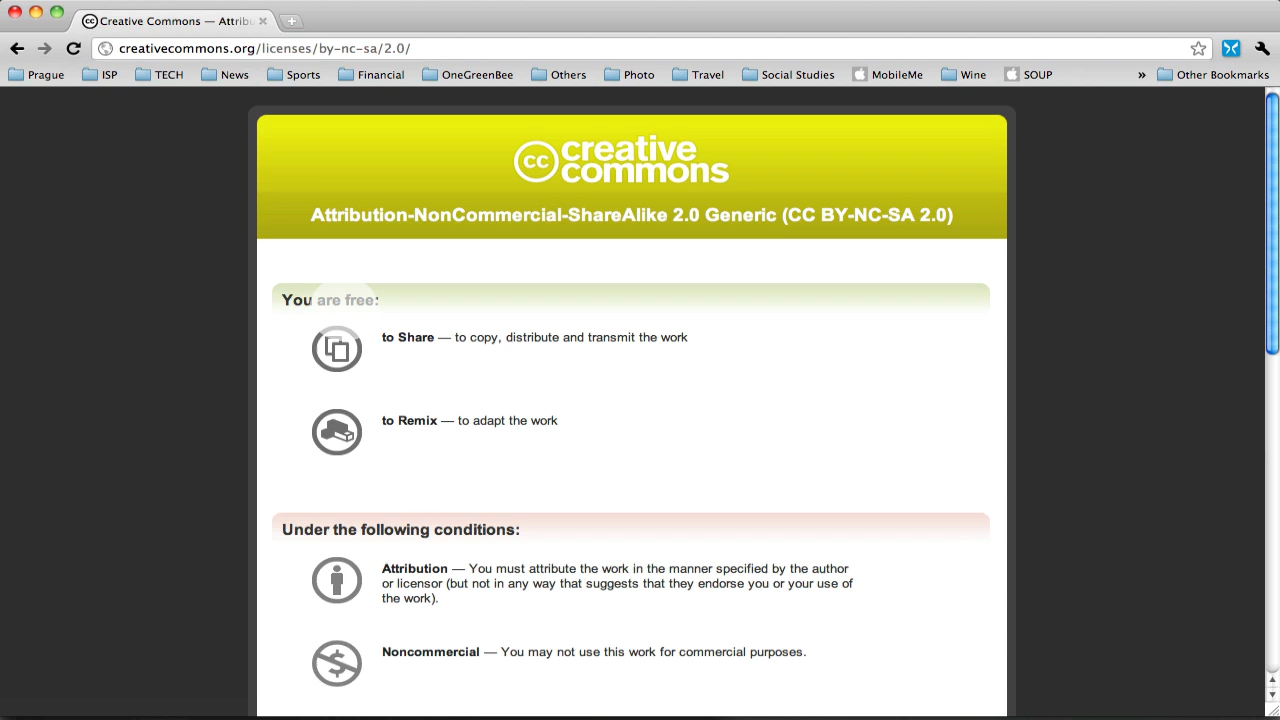 Creative Commons — Attribu
creativecommons.org/licenses/by-nc-sa/2.0/
Prague ISP TECH News Sports Financial OneGreenBee Others Photo Travel Social Studies MobileMe Wine SOUP » Other Bookmarks
cc creative
commons
Attribution-NonCommercial-ShareAlike 2.0 Generic (CC BY-NC-SA 2.0)
You are free:
to Share — to copy, distribute and transmit the work
to Remix — to adapt the work
Under the following conditions:
Attribution — You must attribute the work in the manner specified by the author
or licensor (but not in any way that suggests that they endorse you or your use of
the work).
Noncommercial — You may not use this work for commercial purposes.